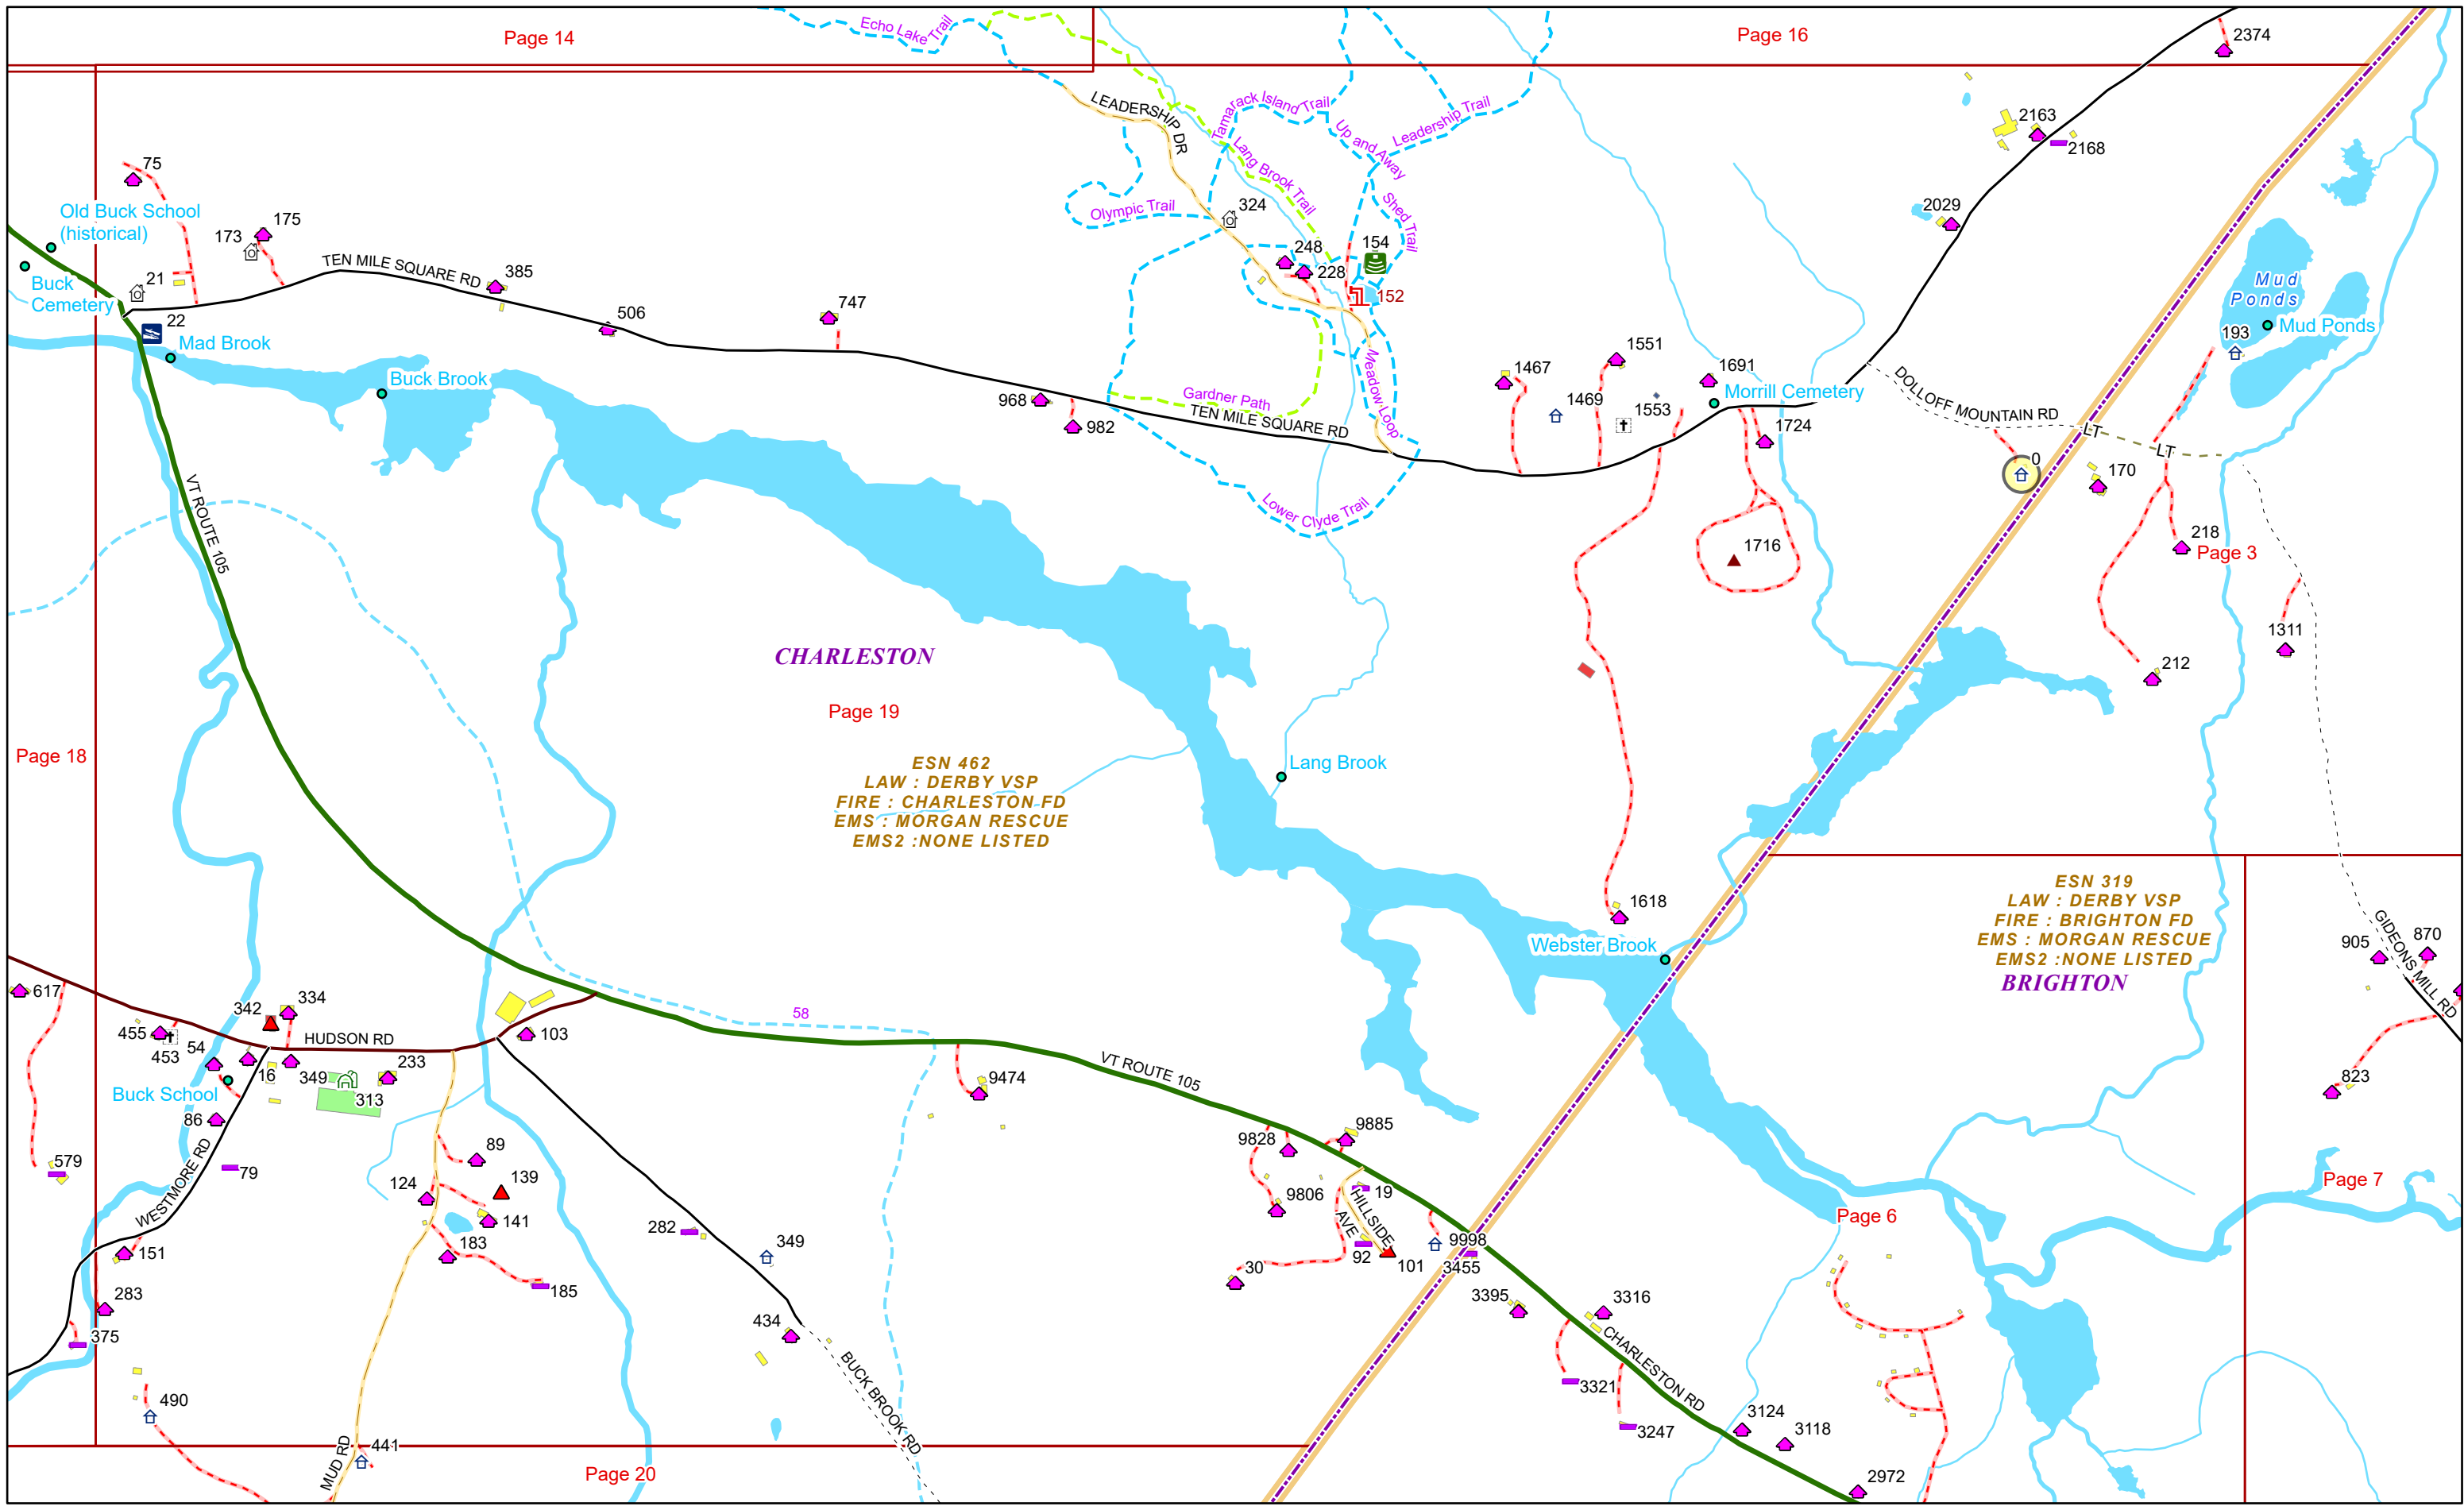 Page 14
Echo Lake Trail
Page 16
2374
LEADERSHIP DR
Tamarack Island Trail
Up and Away
Leadership Trail
2163
2168
75
Lang Brook Trail
Old Buck School
(historical)
175
173
Olympic Trail
324
Shed Trail
2029
TEN MILE SQUARE RD
385
248
228
154
152
Buck
Cemetery
21
22
Mad Brook
506
747
Mud
Ponds
Mud Ponds
193
Buck Brook
968
982
Gardner Path
TEN MILE SQUARE RD
Meadow Loop
1467
1469
1551
1553
1691
Morrill Cemetery
1724
DOLLOFF MOUNTAIN RD
LT
LT
0
170
VT ROUTE 105
Lower Clyde Trail
1716
218
Page 3
1311
212
CHARLESTON
Page 19
Page 18
ESN 462
LAW : DERBY VSP
FIRE : CHARLESTON FD
EMS : MORGAN RESCUE
EMS2 :NONE LISTED
Lang Brook
1618
Webster Brook
ESN 319
LAW : DERBY VSP
FIRE : BRIGHTON FD
EMS : MORGAN RESCUE
EMS2 :NONE LISTED
BRIGHTON
905
870
GIDEONS MILL RD
617
342
334
455
453
54
HUDSON RD
103
58
16
349
313
233
Buck School
86
9474
VT ROUTE 105
823
579
79
WESTMORE RD
89
139
124
141
183
185
151
283
375
282
349
434
9828
9885
9806
19
HILLSIDE
AVE
92
101
30
9998
3455
Page 6
Page 7
3395
3316
CHARLESTON RD
3321
3247
3124
3118
2972
490
441
MUD RD
BUCK BROOK RD
Page 20